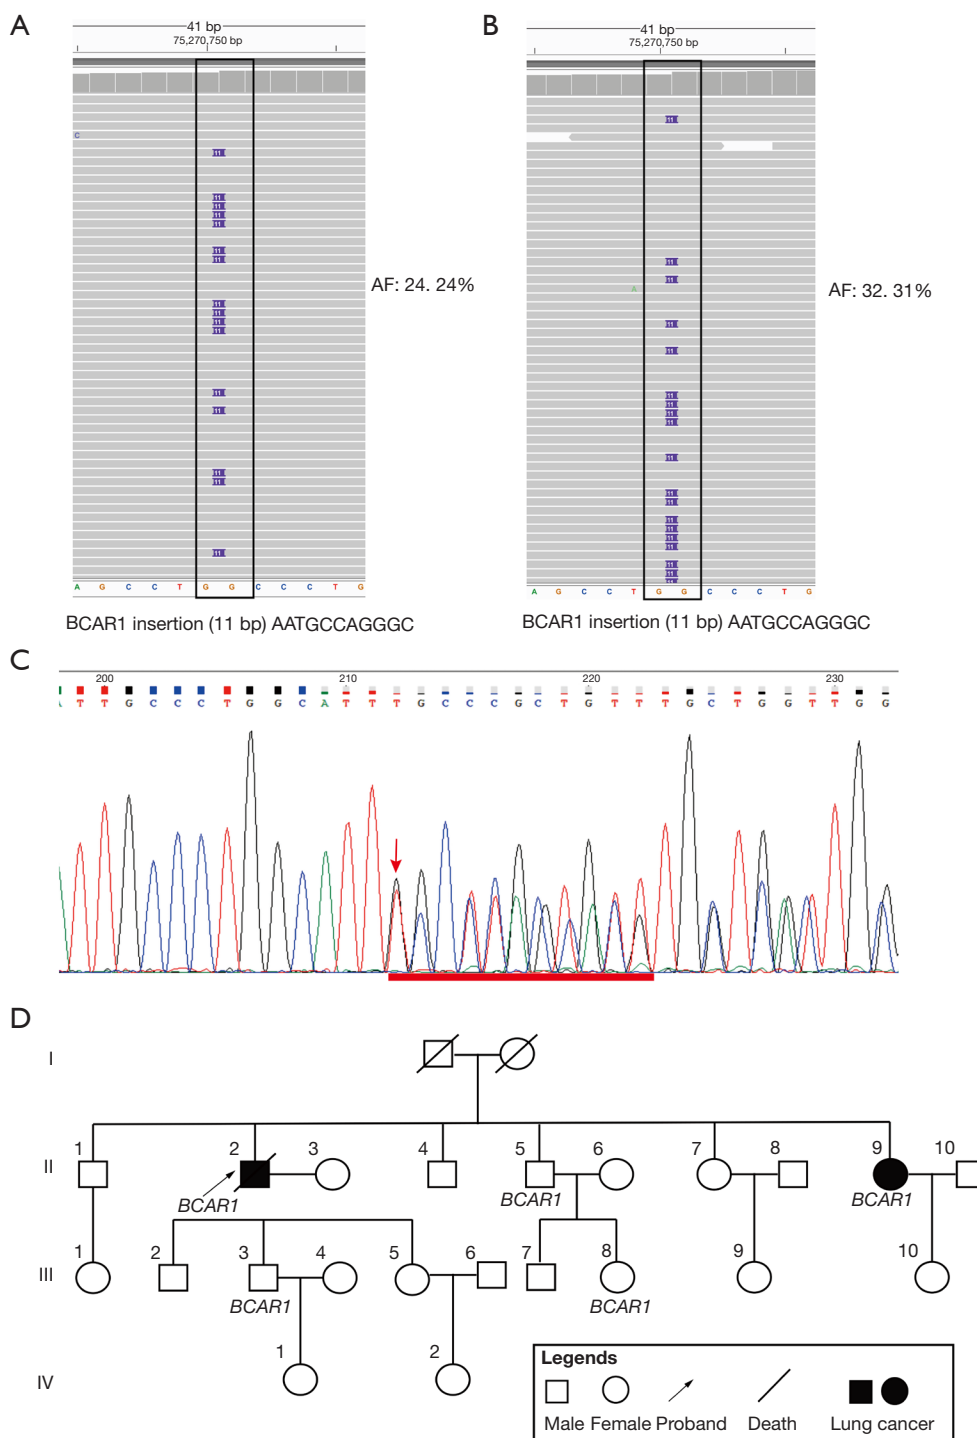 A
41 bp
75,270,750 bp
C
AF: 24. 24%
A G C C T G G C C C T G
BCAR1 insertion (11 bp) AATGCCAGGGC
B
41 bp
75,270,750 bp
A
AF: 32. 31%
A G C C T G G C C C T G
BCAR1 insertion (11 bp) AATGCCAGGGC
C
200 210 220 230
T T G C C C T G G C A T T T G C C C G C T G T T T G C T G G T T G G
D
I
1 2 3 4 5 6 7 8 9 10
II
BCAR1 BCAR1 BCAR1
1 2 3 4 5 6 7 8 9 10
III
BCAR1 BCAR1
1 2
IV
Legends
Male Female Proband Death Lung cancer